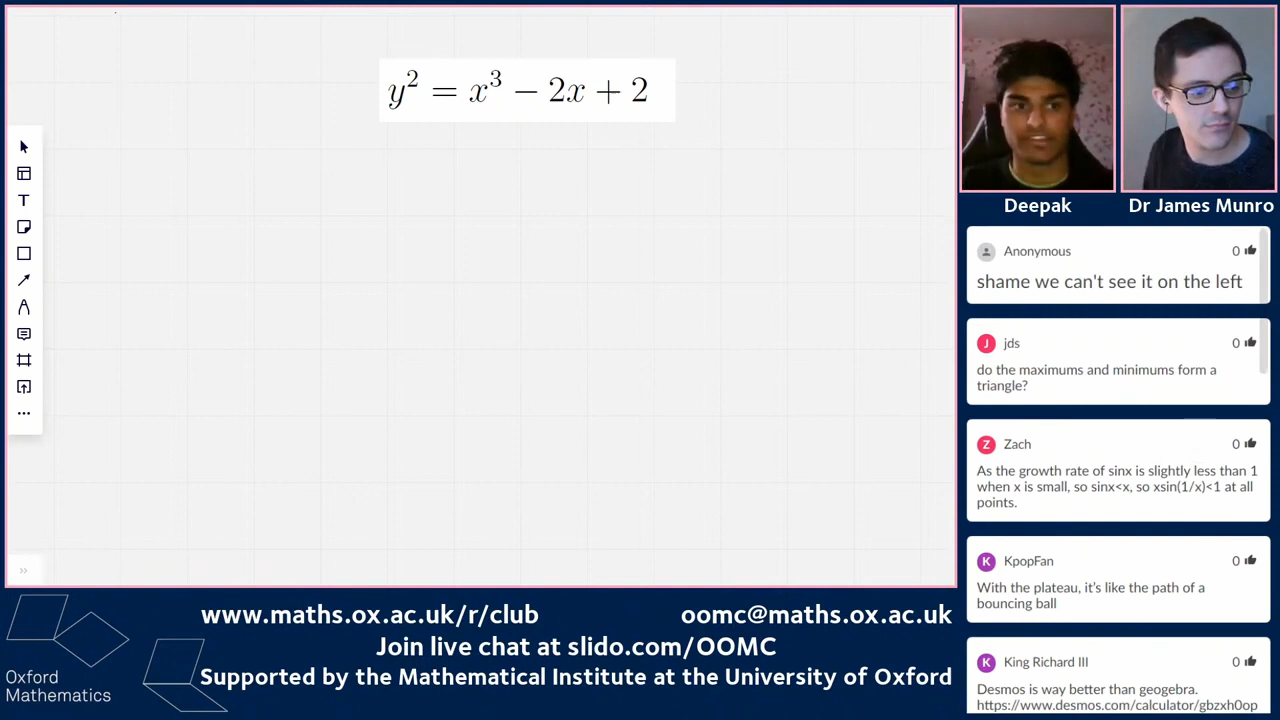 y² = x³ − 2x + 2
Deepak
Dr James Munro
Anonymous
0
shame we can't see it on the left
J
jds
0
do the maximums and minimums form a
triangle?
Z
Zach
0
As the growth rate of sinx is slightly less than 1
when x is small, so sinx<x, so xsin(1/x)<1 at all
points.
K
KpopFan
0
With the plateau, it's like the path of a
bouncing ball
K
King Richard III
0
Desmos is way better than geogebra.
https://www.desmos.com/calculator/gbzxh0op
T
www.maths.ox.ac.uk/r/club
oomc@maths.ox.ac.uk
Join live chat at slido.com/OOMC
Supported by the Mathematical Institute at the University of Oxford
Oxford
Mathematics